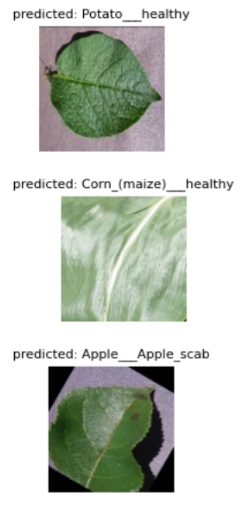 predicted: Potato___healthy
predicted: Corn_(maize)___healthy
predicted: Apple___Apple_scab